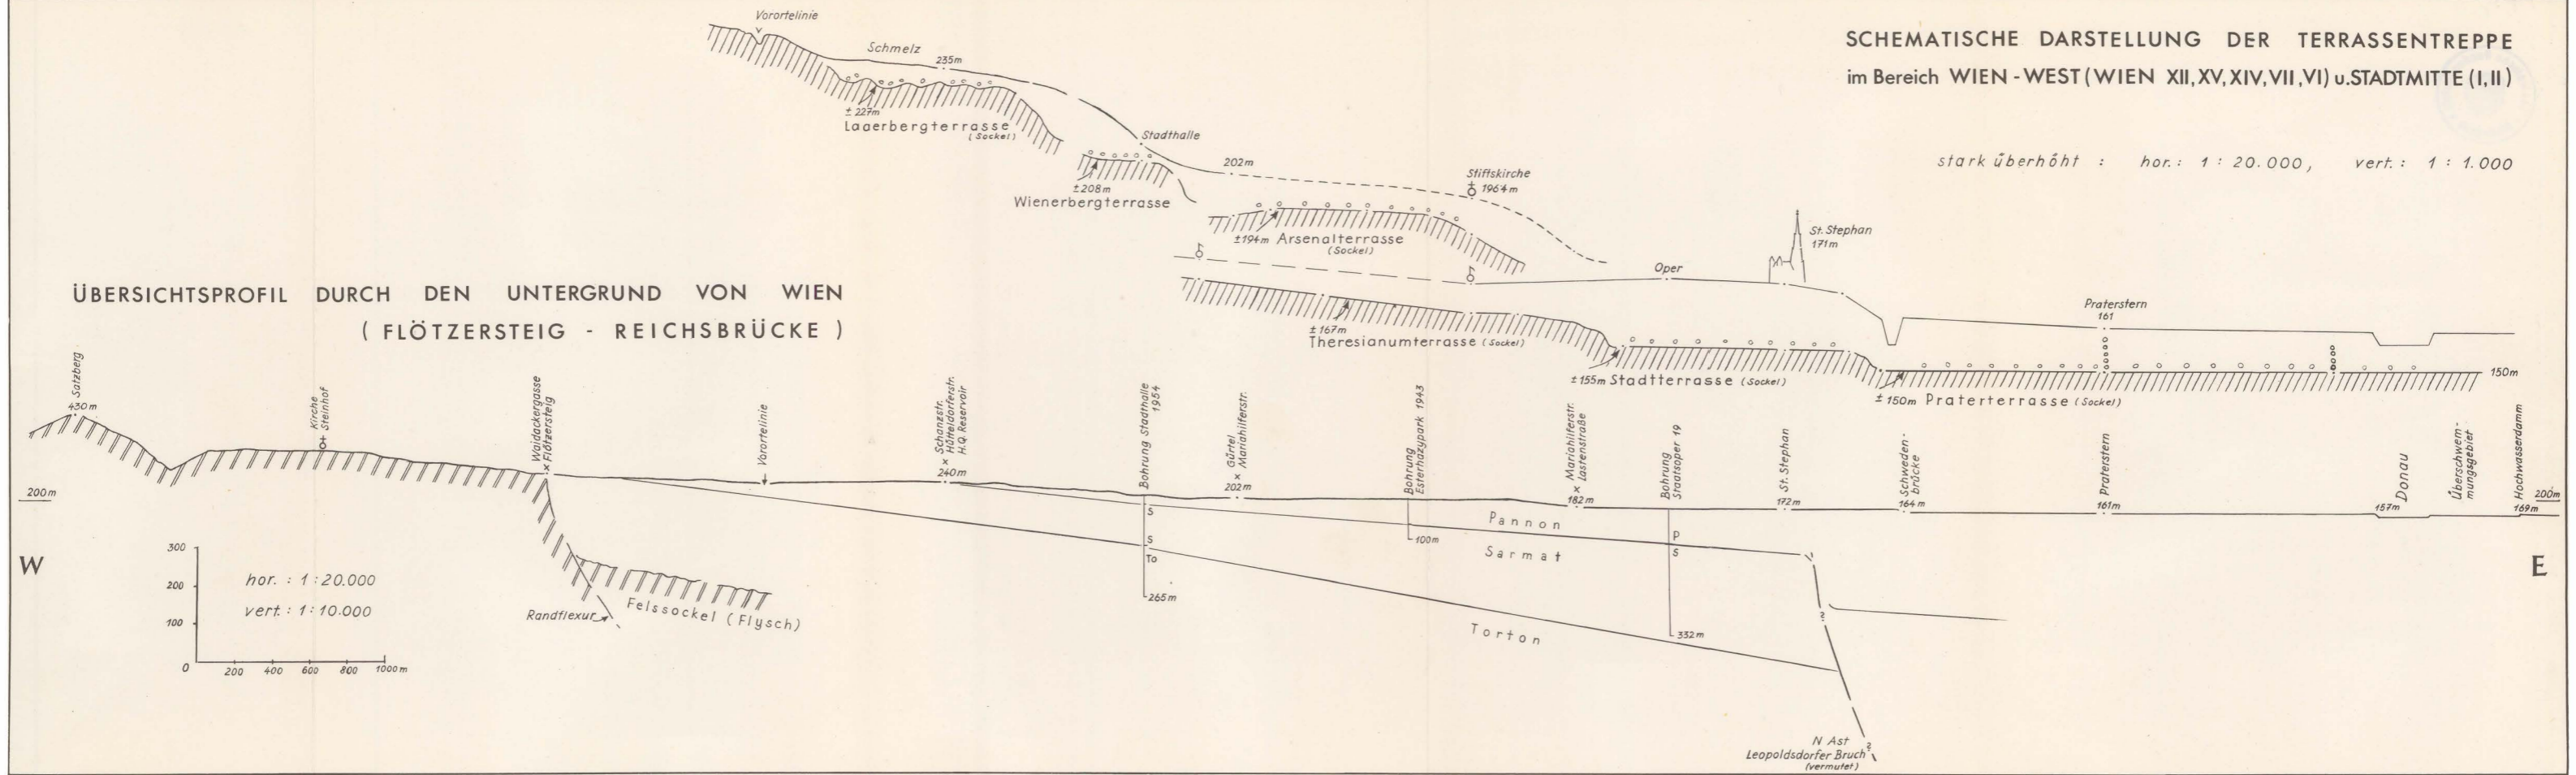 SCHEMATISCHE DARSTELLUNG DER TERRASSENTREPPE
im Bereich WIEN - WEST (WIEN XII, XV, XIV, VII, VI) u. STADTMITTE (I, II)
stark überhöht : hor.: 1 : 20.000, vert.: 1 : 1.000
Vorortelinie
Schmelz
235m
± 227m
Laaerbergterrasse
(Sockel)
Stadthalle
±208m
Wienerbergterrasse
202m
Stiftskirche
1964m
±194m Arsenalterrasse
(Sockel)
±167m
Theresianumterrasse (Sockel)
Oper
St. Stephan
171m
±155m Stadtterrasse (Sockel)
Praterstern
161
150m
±150m Praterterrasse (Sockel)
ÜBERSICHTSPROFIL DURCH DEN UNTERGRUND VON WIEN
( FLÖTZERSTEIG - REICHSBRÜCKE )
Satzberg
430m
Kirche
Steinhof
Waidackergasse
x Flötzersteig
Vorortelinie
x Schanzstr.
Hütteldorferstr.
H.Q. Reservoir
240m
Bohrung Stadthalle
1954
x Gürtel
Mariahilferstr.
202m
Bohrung
Esterházypark 1943
Mariahilferstr.
x Lastenstraße
182m
Bohrung
Staatsoper 19
St. Stephan
172m
Schweden-
brücke
164m
Praterstern
161m
Donau
157m
Überschwem-
mungsgebiet
Hochwasserdamm
169m
200m
200m
W
E
S
S
To
265m
100m
Pannon
Sarmat
P
S
332m
Torton
?
?
N Ast
Leopoldsdorfer Bruch
(vermutet)
Randflexur
Felssockel (Flysch)
300
200
100
0
200 400 600 800 1000m
hor. : 1 : 20.000
vert. : 1 : 10.000